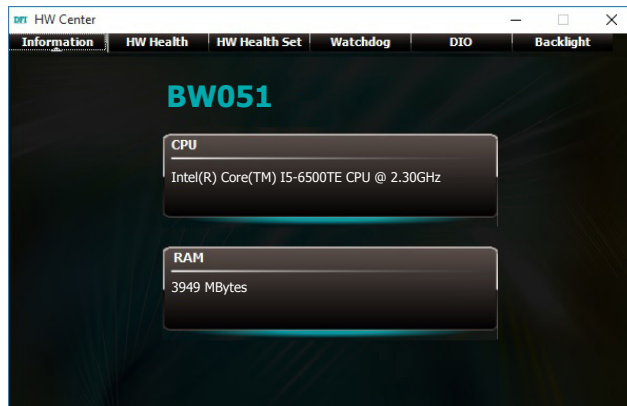 DFI HW Center
Information HW Health HW Health Set Watchdog DIO Backlight
BW051
CPU
Intel(R) Core(TM) I5-6500TE CPU @ 2.30GHz
RAM
3949 MBytes